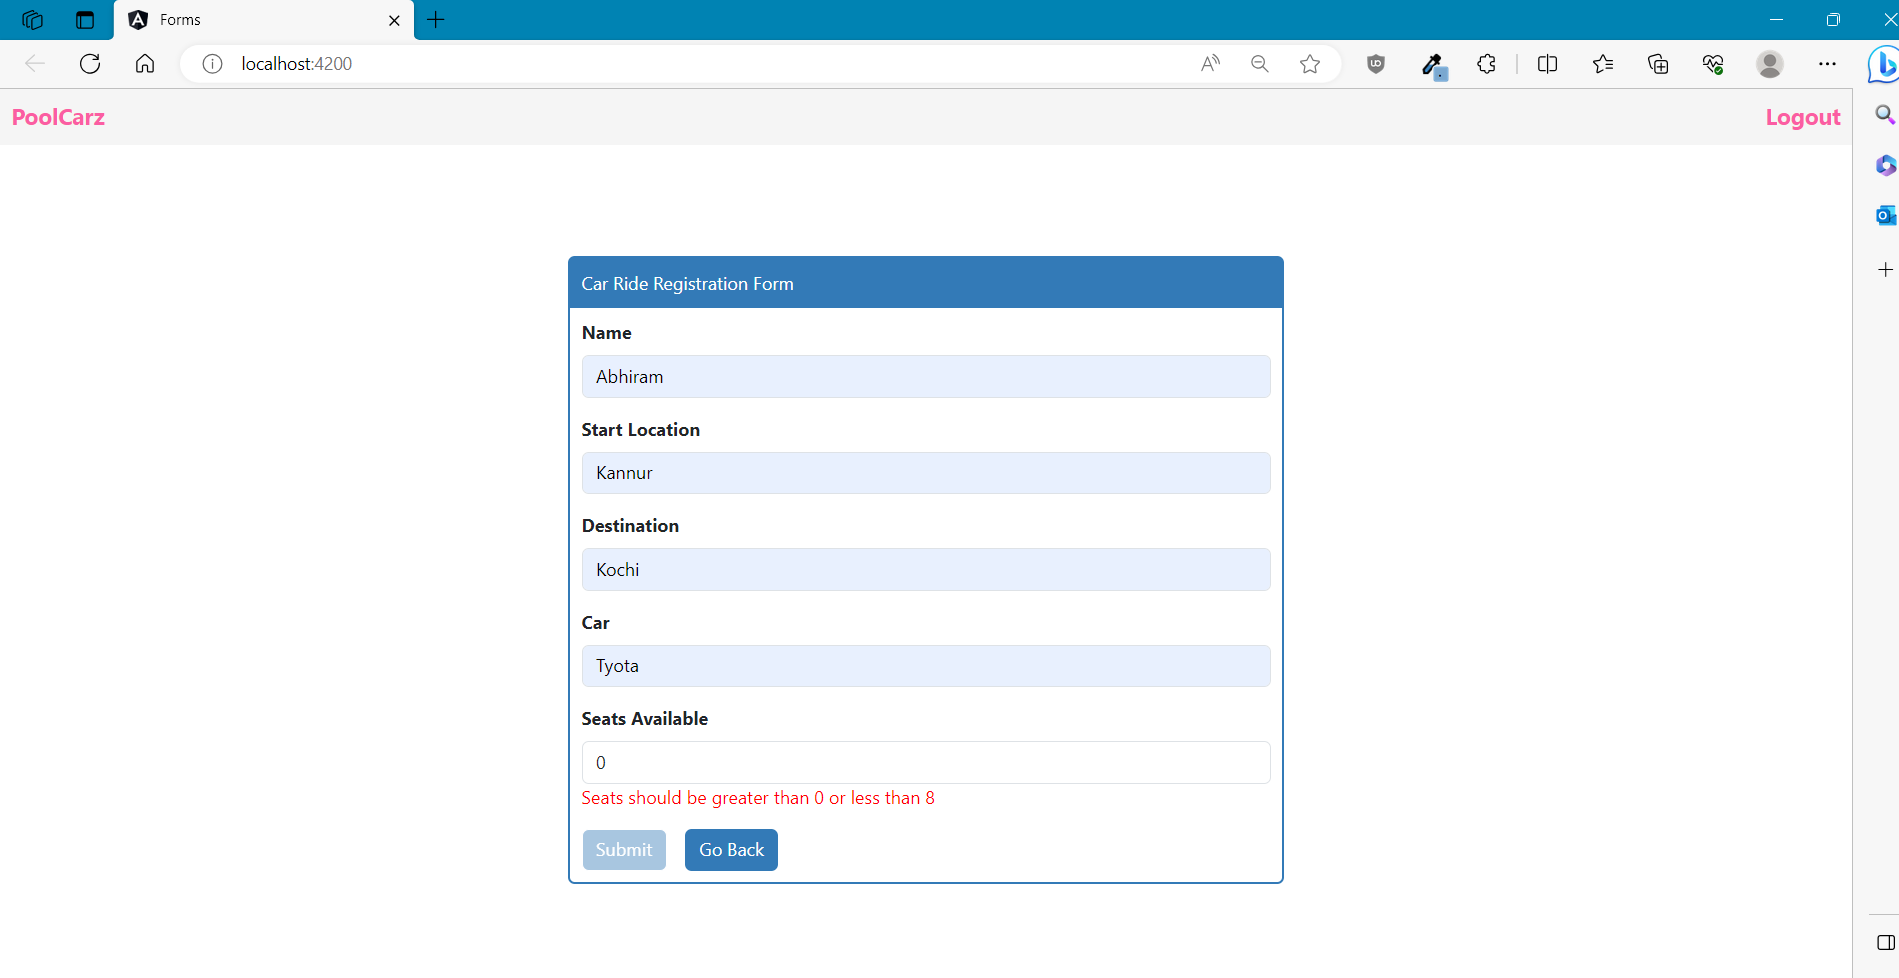 Forms
localhost:4200
PoolCarz
Logout
Car Ride Registration Form
Name
Abhiram
Start Location
Kannur
Destination
Kochi
Car
Tyota
Seats Available
0
Seats should be greater than 0 or less than 8
Submit
Go Back